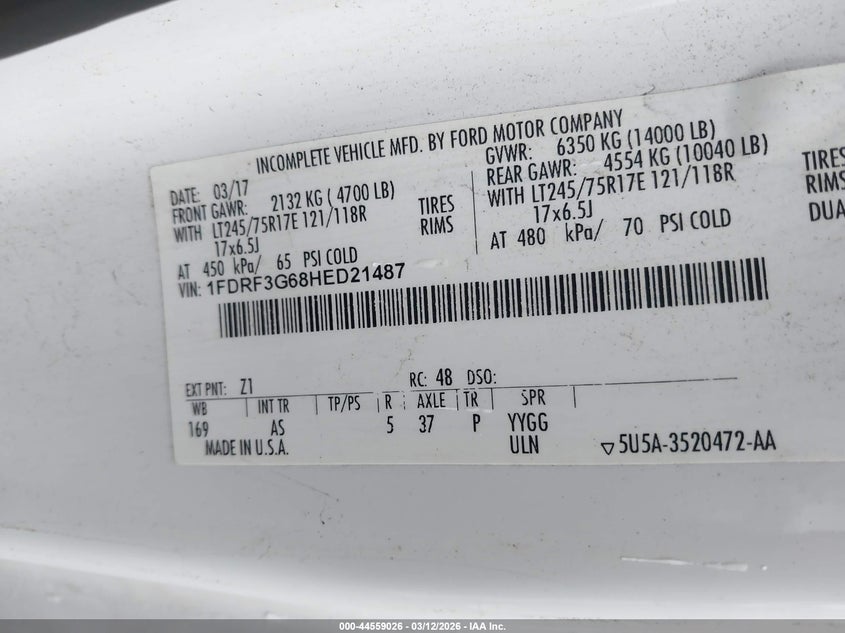 INCOMPLETE VEHICLE MFD. BY FORD MOTOR COMPANY
DATE: 03/17
GVWR: 6350 KG (14000 LB)
FRONT GAWR: 2132 KG ( 4700 LB)
REAR GAWR: 4554 KG (10040 LB)
WITH LT245/75R17E 121/118R TIRES
WITH LT245/75R17E 121/118R TIRES
17x6.5J RIMS
17x6.5J RIMS
AT 450 kPa/ 65 PSI COLD
AT 480 kPa/ 70 PSI COLD DUA
VIN: 1FDRF3G68HED21487
EXT PNT: Z1 RC: 48 DSO:
WB INT TR TP/PS R AXLE TR SPR
169 AS 5 37 P YYGG
MADE IN U.S.A. ULN 5U5A-3520472-AA
000-44559026 - 03/12/2026 - IAA Inc.